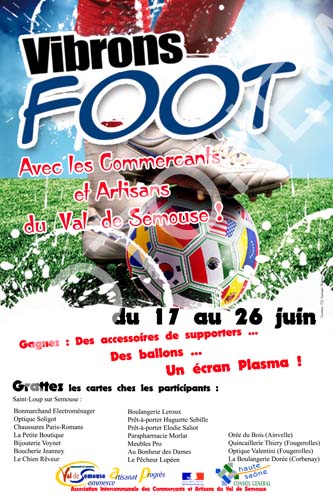 Vibrons
FOOT
Avec les Commerçants
et Artisans
du Val de Semouse !
du 17 au 26 juin
Gagnez : Des accessoires de supporters ...
Des ballons ...
Un écran Plasma !
Grattez les cartes chez les participants :
Saint-Loup sur Semouse :
Bonmarchand Electroménager
Optique Soligot
Chaussures Paris-Romans
La Petite Boutique
Bijouterie Voynet
Boucherie Jeanney
Le Chien Rêveur
Boulangerie Leroux
Prêt-à-porter Huguette Sebille
Prêt-à-porter Elodie Saliot
Parapharmacie Morlat
Meubles Pro
Au Bonheur des Dames
Le Pêcheur Lupéen
Orée du Bois (Ainvelle)
Quincaillerie Thiery (Fougerolles)
Optique Valentini (Fougerolles)
La Boulangerie Dorée (Corbenay)
Val de Semouse
Commerce Artisanat Progrès
haute saône
CONSEIL GENERAL
Association Intercommunale des Commerçants et Artisans du Val de Semouse